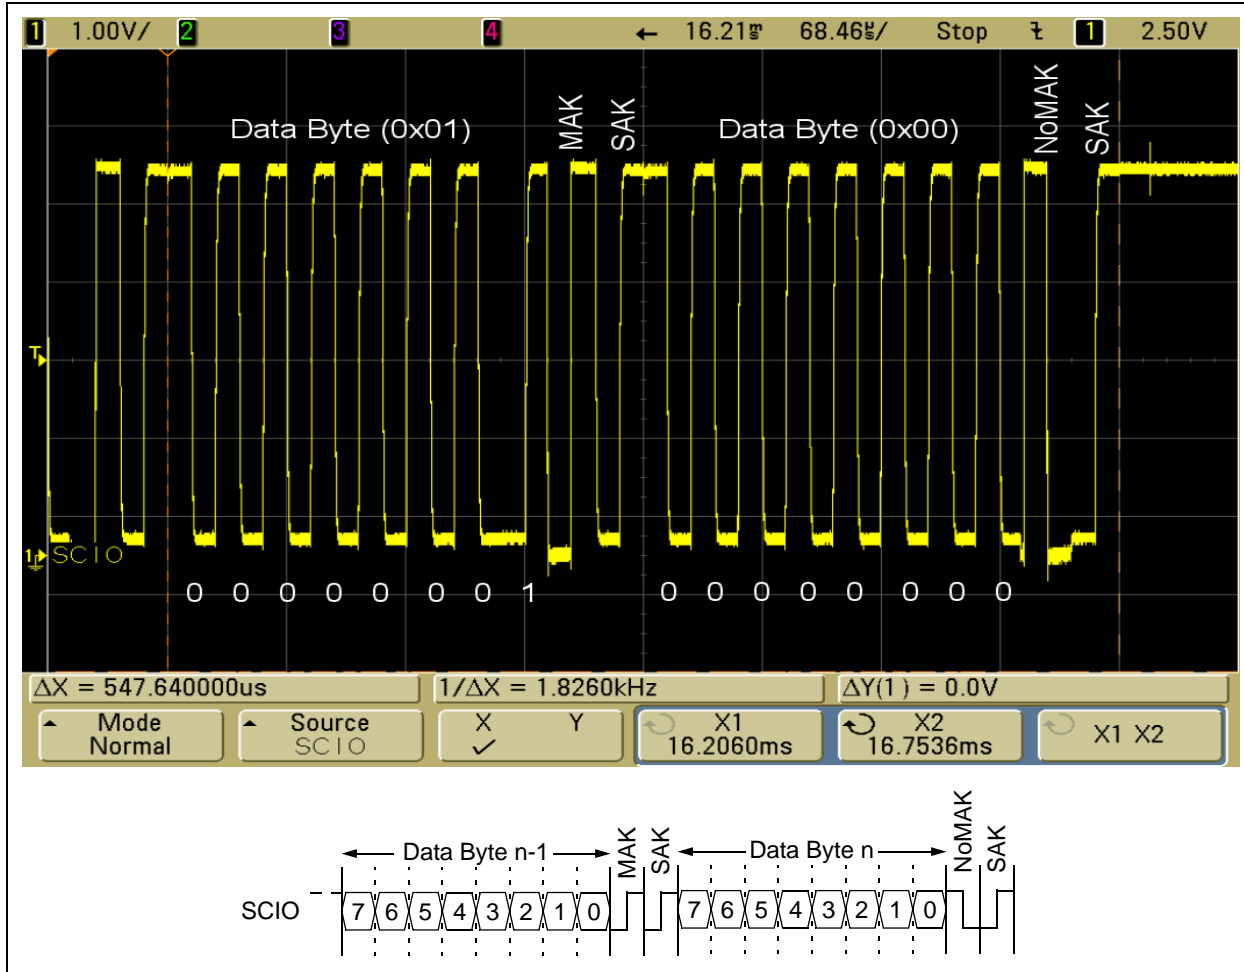 1 1.00V/ 2 3 4 ← 16.21ms 68.46us/ Stop 1 2.50V
Data Byte (0x01) MAK SAK Data Byte (0x00) NoMAK SAK
T
1 SCIO
0 0 0 0 0 0 0 1 0 0 0 0 0 0 0 0
ΔX = 547.640000us 1/ΔX = 1.8260kHz ΔY(1) = 0.0V
Mode Source X Y X1 X2 X1 X2
Normal SCIO ✓ 16.2060ms 16.7536ms
Data Byte n-1 MAK SAK Data Byte n NoMAK SAK
SCIO 7 6 5 4 3 2 1 0 7 6 5 4 3 2 1 0